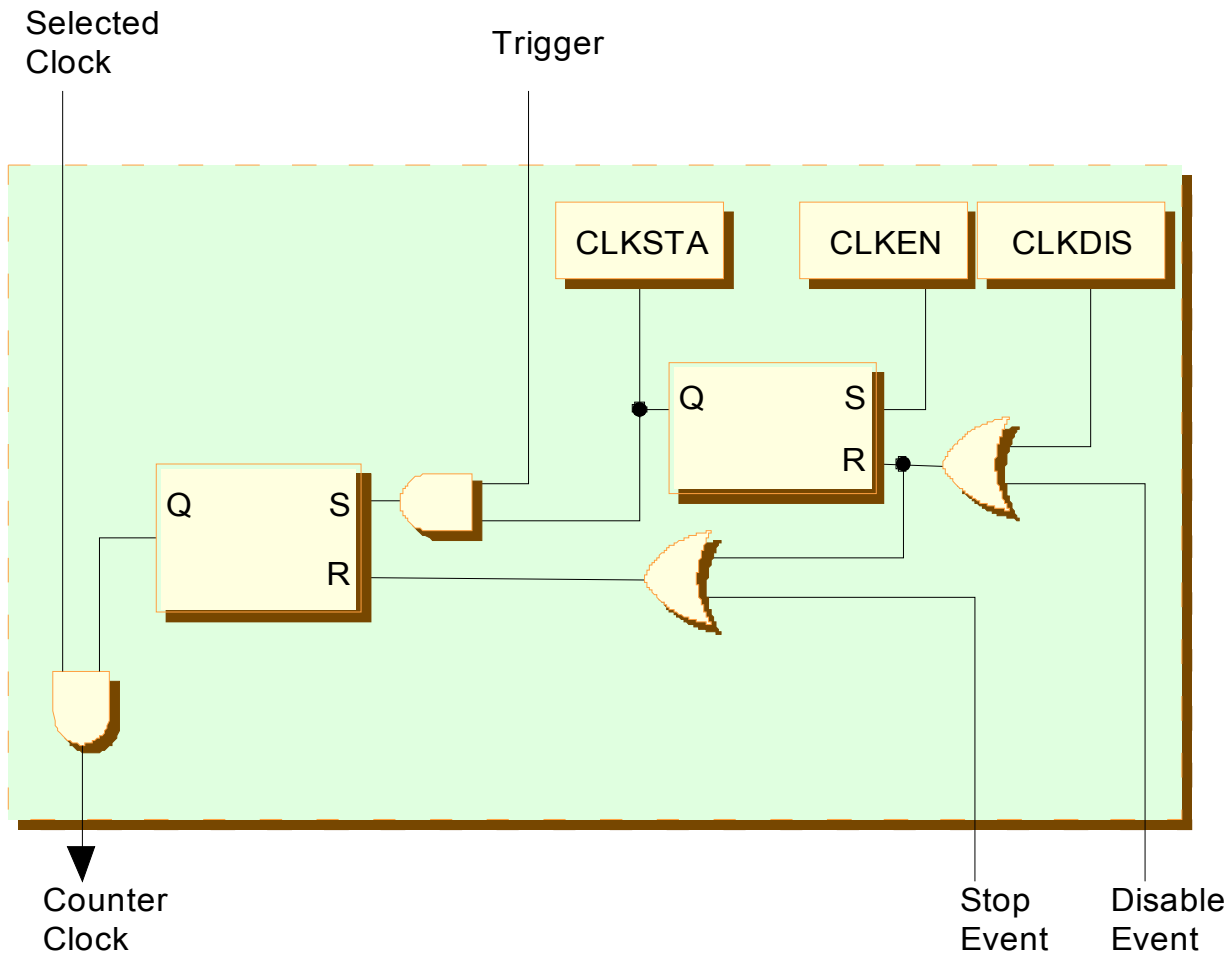 Selected
Clock
Trigger
CLKSTA
CLKEN
CLKDIS
Q
S
R
Q
S
R
Counter
Clock
Stop
Event
Disable
Event